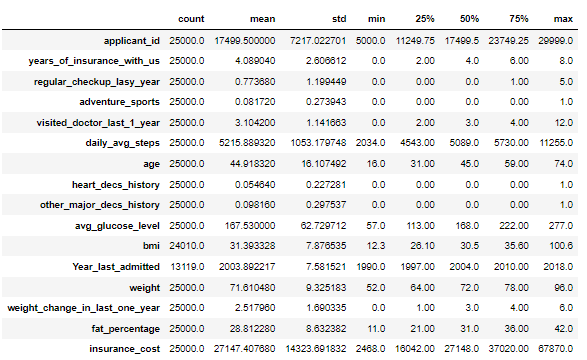 count mean std min 25% 50% 75% max
applicant_id 25000.0 17499.500000 7217.022701 5000.0 11249.75 17499.5 23749.25 29999.0
years_of_insurance_with_us 25000.0 4.089040 2.606612 0.0 2.00 4.0 6.00 8.0
regular_checkup_lasy_year 25000.0 0.773680 1.199449 0.0 0.00 0.0 1.00 5.0
adventure_sports 25000.0 0.081720 0.273943 0.0 0.00 0.0 0.00 1.0
visited_doctor_last_1_year 25000.0 3.104200 1.141663 0.0 2.00 3.0 4.00 12.0
daily_avg_steps 25000.0 5215.889320 1053.179748 2034.0 4543.00 5089.0 5730.00 11255.0
age 25000.0 44.918320 16.107492 16.0 31.00 45.0 59.00 74.0
heart_decs_history 25000.0 0.054640 0.227281 0.0 0.00 0.0 0.00 1.0
other_major_decs_history 25000.0 0.098160 0.297537 0.0 0.00 0.0 0.00 1.0
avg_glucose_level 25000.0 167.530000 62.729712 57.0 113.00 168.0 222.00 277.0
bmi 24010.0 31.393328 7.876535 12.3 26.10 30.5 35.60 100.6
Year_last_admitted 13119.0 2003.892217 7.581521 1990.0 1997.00 2004.0 2010.00 2018.0
weight 25000.0 71.610480 9.325183 52.0 64.00 72.0 78.00 96.0
weight_change_in_last_one_year 25000.0 2.517960 1.690335 0.0 1.00 3.0 4.00 6.0
fat_percentage 25000.0 28.812280 8.632382 11.0 21.00 31.0 36.00 42.0
insurance_cost 25000.0 27147.407680 14323.691832 2468.0 16042.00 27148.0 37020.00 67870.0